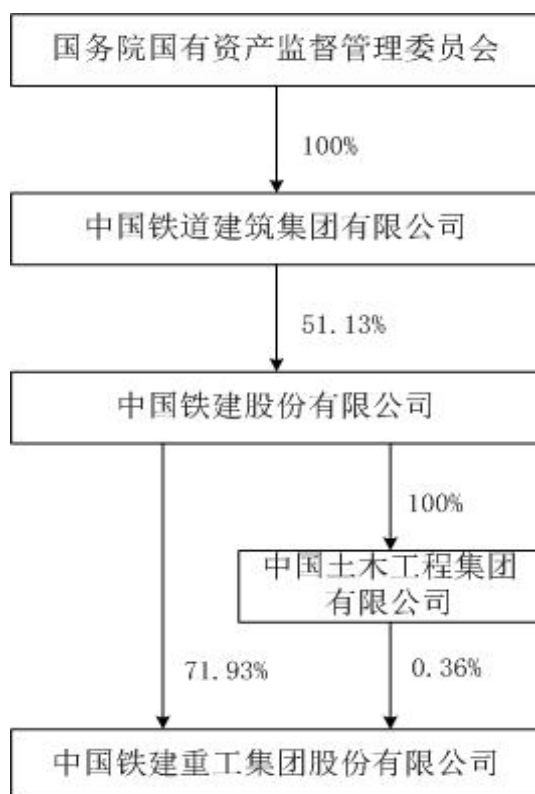 国务院国有资产监督管理委员会
100%
中国铁道建筑集团有限公司
51.13%
中国铁建股份有限公司
100%
中国土木工程集团
有限公司
71.93%
0.36%
中国铁建重工集团股份有限公司